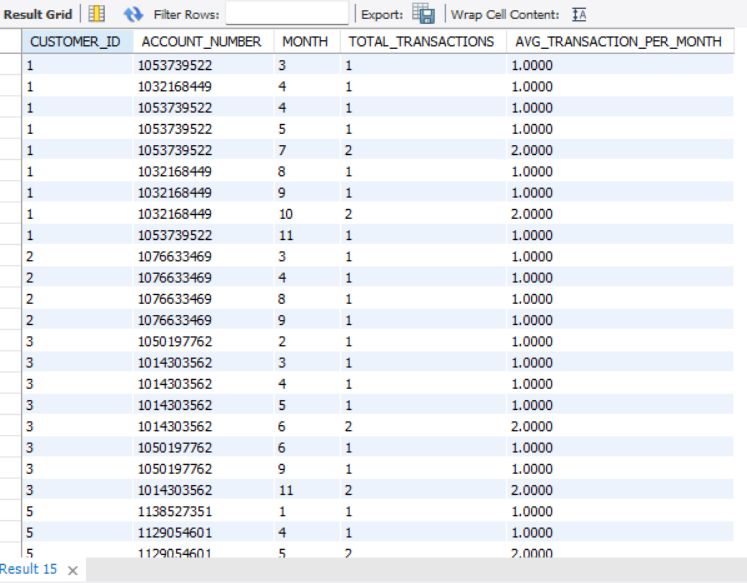 Result Grid Filter Rows: Export: Wrap Cell Content: IA
CUSTOMER_ID ACCOUNT_NUMBER MONTH TOTAL_TRANSACTIONS AVG_TRANSACTION_PER_MONTH
1 1053739522 3 1 1.0000
1 1032168449 4 1 1.0000
1 1053739522 4 1 1.0000
1 1053739522 5 1 1.0000
1 1053739522 7 2 2.0000
1 1032168449 8 1 1.0000
1 1032168449 9 1 1.0000
1 1032168449 10 2 2.0000
1 1053739522 11 1 1.0000
2 1076633469 3 1 1.0000
2 1076633469 4 1 1.0000
2 1076633469 8 1 1.0000
2 1076633469 9 1 1.0000
3 1050197762 2 1 1.0000
3 1014303562 3 1 1.0000
3 1014303562 4 1 1.0000
3 1014303562 5 1 1.0000
3 1014303562 6 2 2.0000
3 1050197762 6 1 1.0000
3 1050197762 9 1 1.0000
3 1014303562 11 2 2.0000
5 1138527351 1 1 1.0000
5 1129054601 4 1 1.0000
5 1129054601 5 2 2.0000
Result 15 ×